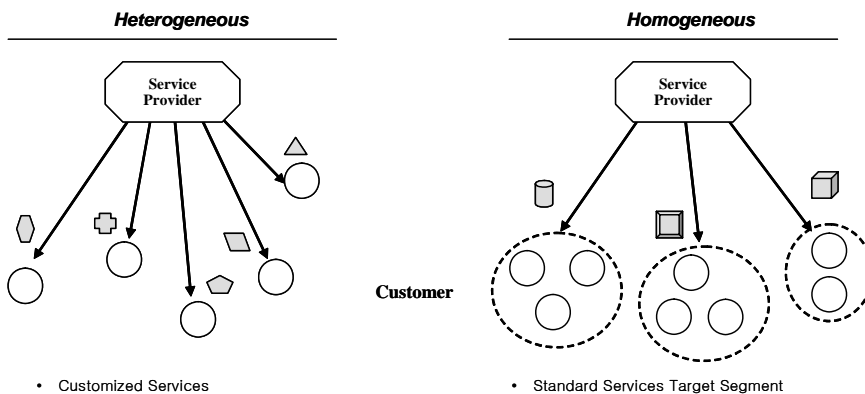 Heterogeneous
Service
Provider
• Customized Services
Customer
Homogeneous
Service
Provider
• Standard Services Target Segment